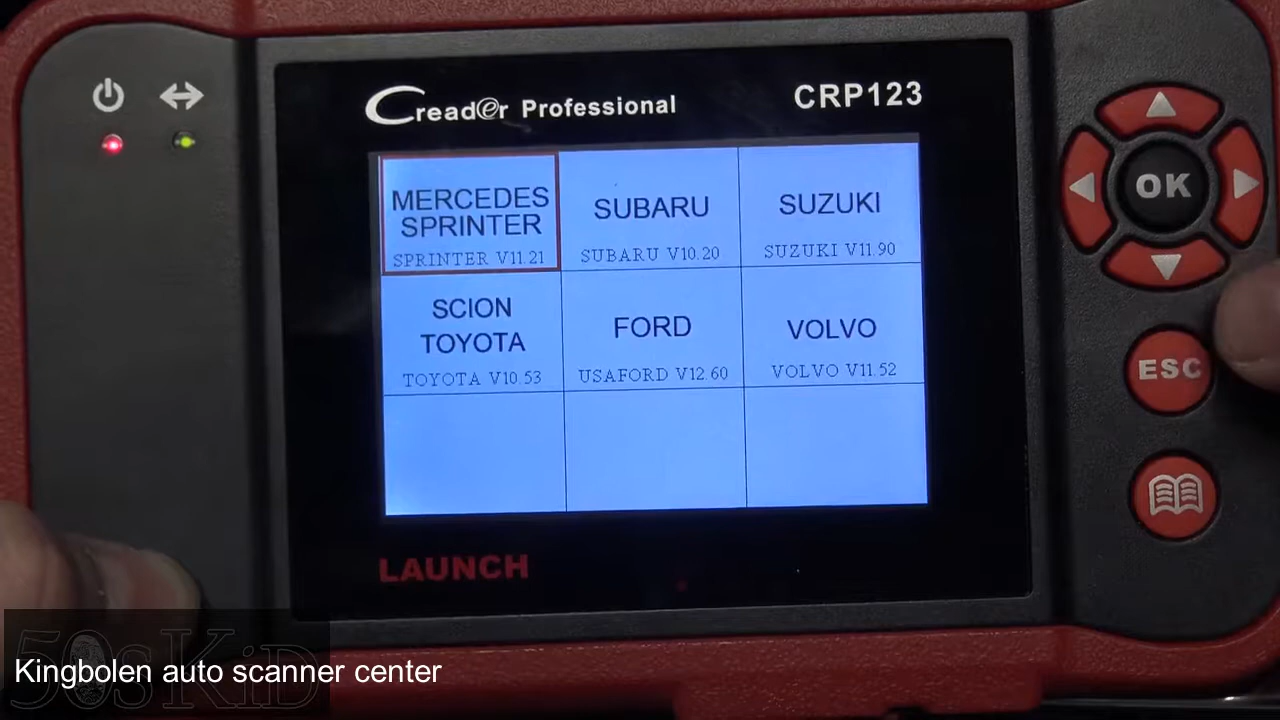 Creader Professional
CRP123
MERCEDES
SPRINTER
SPRINTER V11.21
SUBARU
SUBARU V10.20
SUZUKI
SUZUKI V11.90
SCION
TOYOTA
TOYOTA V10.53
FORD
USAFORD V12.60
VOLVO
VOLVO V11.52
OK
ESC
LAUNCH
50sKiD
Kingbolen auto scanner center